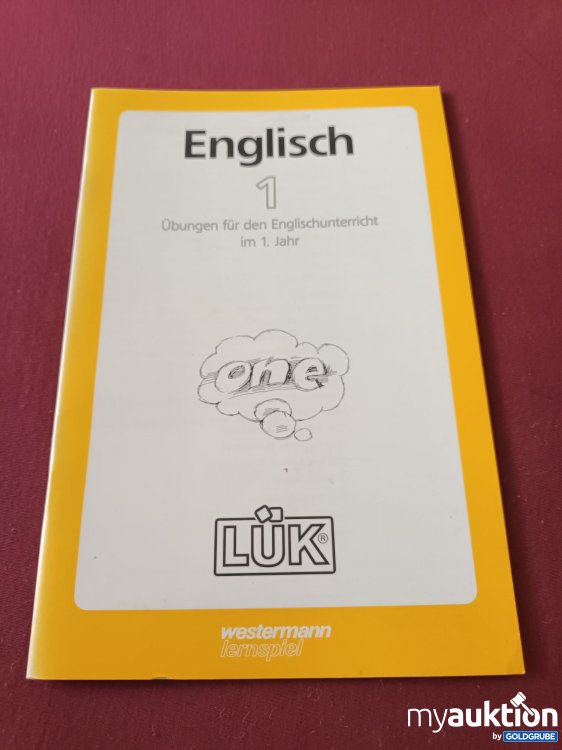 Englisch
1
Übungen für den Englischunterricht
im 1. Jahr
one
LÜK®
westermann
lernspiel
myauktion
by GOLDGRUBE